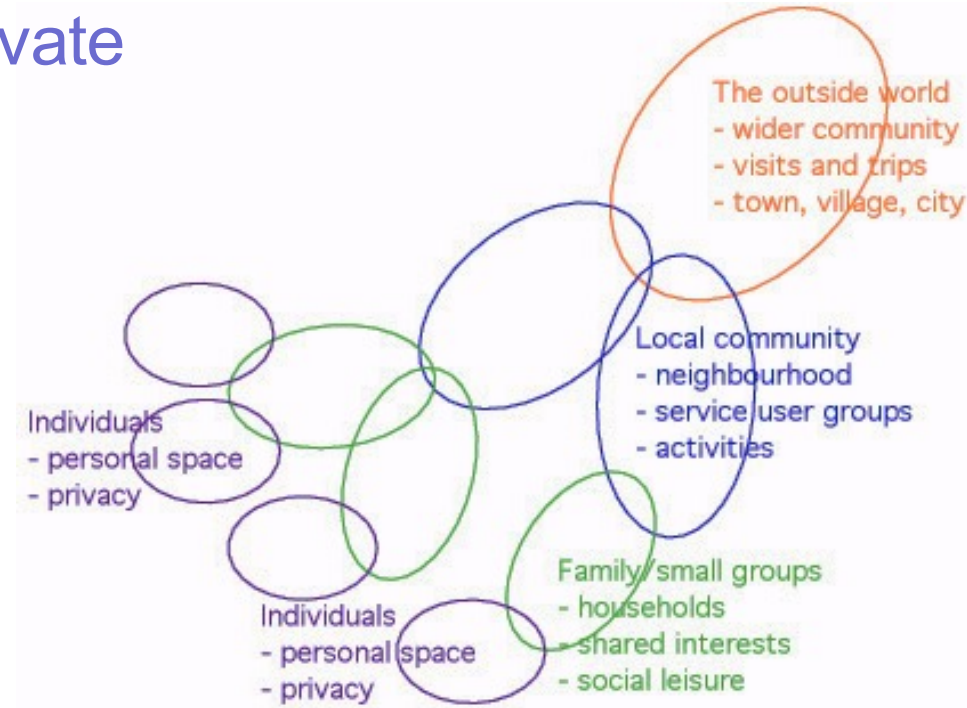 vate
The outside world
- wider community
- visits and trips
- town, village, city
Local community
- neighbourhood
- service user groups
- activities
Individuals
- personal space
- privacy
Family/small groups
- households
- shared interests
- social leisure
Individuals
- personal space
- privacy